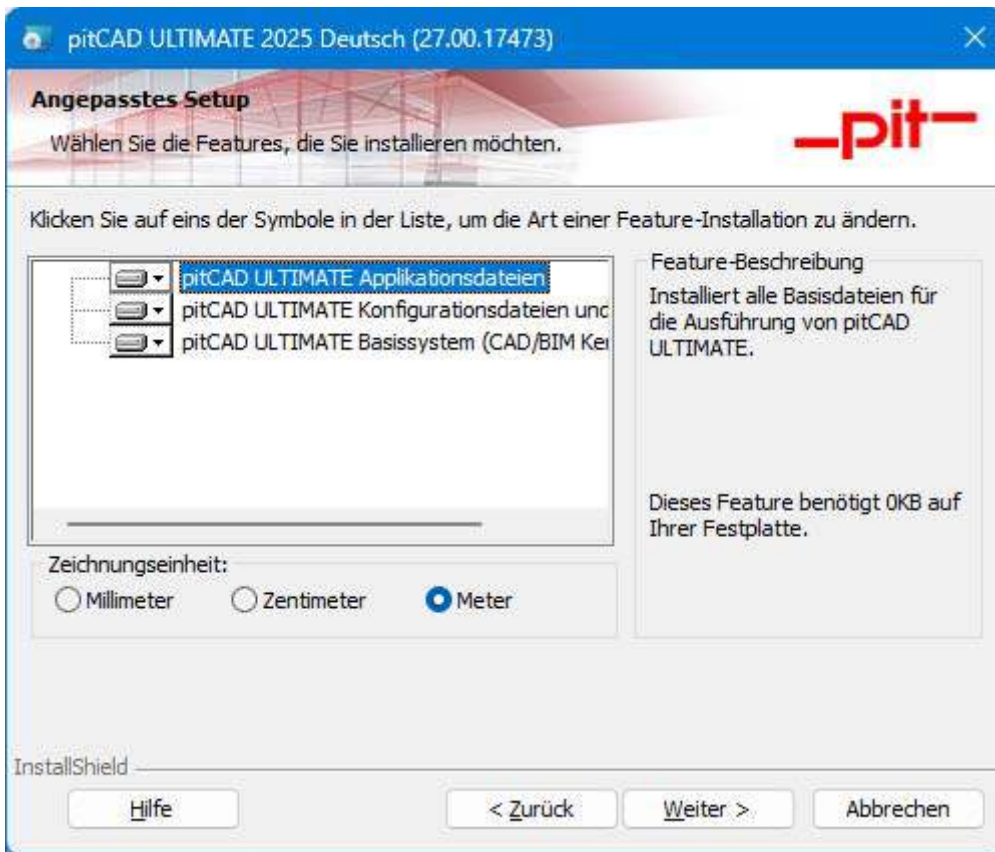 pitCAD ULTIMATE 2025 Deutsch (27.00.17473)
Angepasstes Setup
Wählen Sie die Features, die Sie installieren möchten.
_pit
Klicken Sie auf eins der Symbole in der Liste, um die Art einer Feature-Installation zu ändern.
pitCAD ULTIMATE Applikationsdateien
pitCAD ULTIMATE Konfigurationsdateien und
pitCAD ULTIMATE Basissystem (CAD/BIM
Feature-Beschreibung
Installiert alle Basisdateien für
die Ausführung von pitCAD
ULTIMATE.
Dieses Feature benötigt 0KB auf
Ihrer Festplatte.
Zeichnungseinheit:
Millimeter Zentimeter Meter
InstallShield
Hilfe < Zurück Weiter > Abbrechen